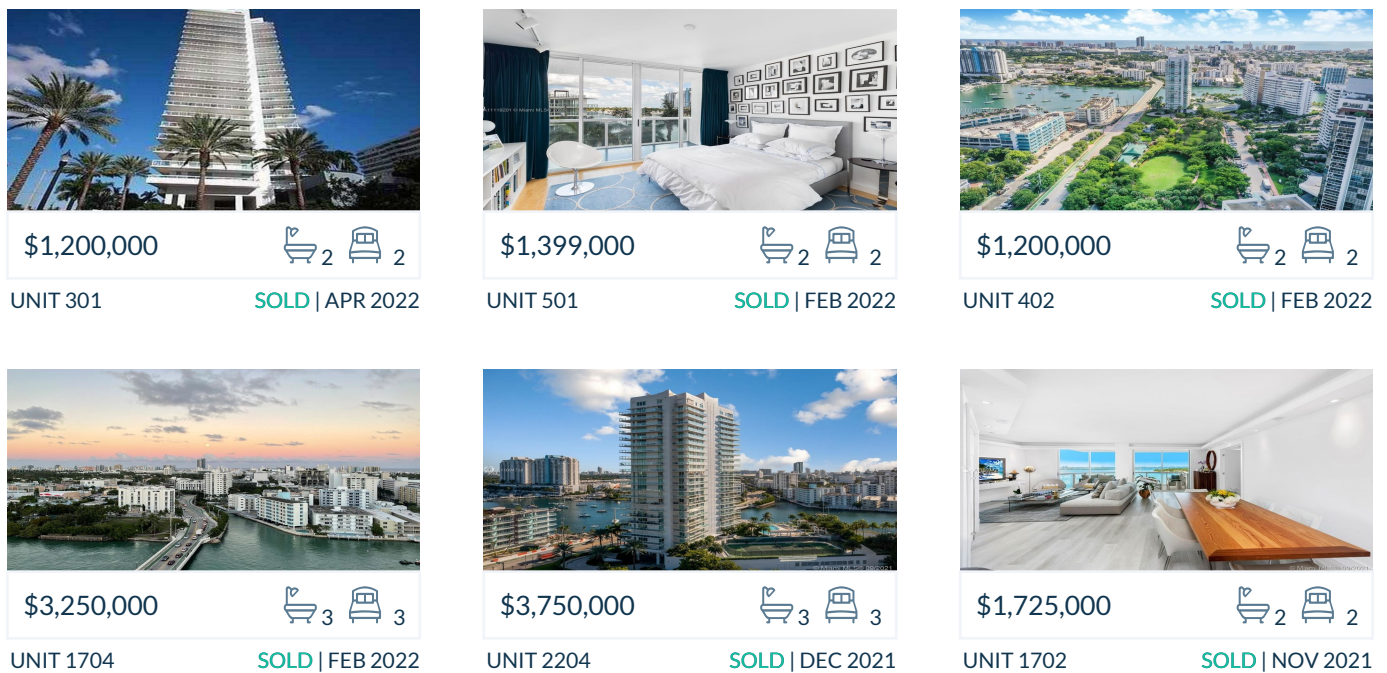 $1,200,000 2 2
UNIT 301 SOLD | APR 2022
$1,399,000 2 2
UNIT 501 SOLD | FEB 2022
$1,200,000 2 2
UNIT 402 SOLD | FEB 2022
$3,250,000 3 3
UNIT 1704 SOLD | FEB 2022
$3,750,000 3 3
UNIT 2204 SOLD | DEC 2021
$1,725,000 2 2
UNIT 1702 SOLD | NOV 2021